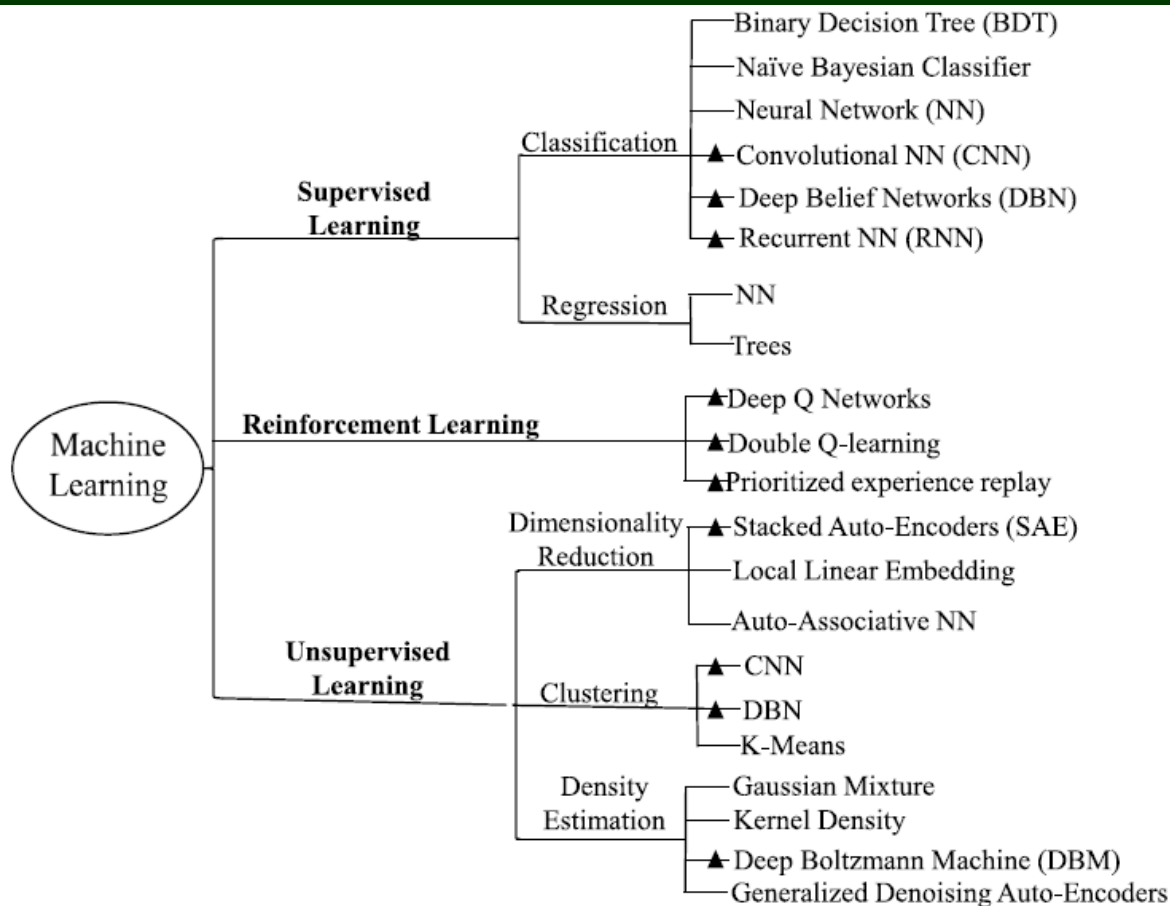 Binary Decision Tree (BDT)
Naïve Bayesian Classifier
Neural Network (NN)
Classification
▲ Convolutional NN (CNN)
Supervised
Learning
▲ Deep Belief Networks (DBN)
▲ Recurrent NN (RNN)
Regression
NN
Trees
Machine
Learning
Reinforcement Learning
▲ Deep Q Networks
▲ Double Q-learning
▲ Prioritized experience replay
Dimensionality
Reduction
▲ Stacked Auto-Encoders (SAE)
Local Linear Embedding
Auto-Associative NN
Unsupervised
Learning
Clustering
▲ CNN
▲ DBN
K-Means
Density
Estimation
Gaussian Mixture
Kernel Density
▲ Deep Boltzmann Machine (DBM)
Generalized Denoising Auto-Encoders